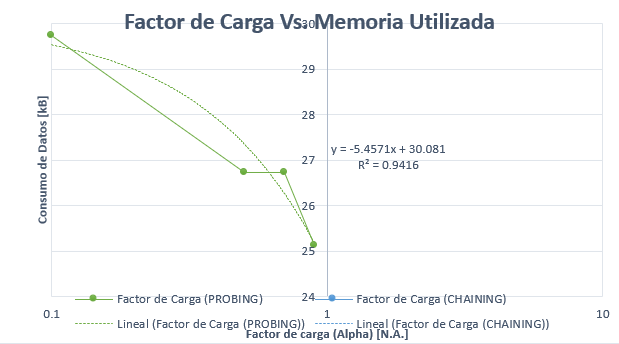 Factor de Carga Vs. Memoria Utilizada
30
29
28
27
26
25
24
Consumo de Datos [kB]
y = -5.4571x + 30.081
R² = 0.9416
Factor de Carga (PROBING)
Factor de Carga (CHAINING)
0.1
1
10
Lineal (Factor de Carga (PROBING))
Lineal (Factor de Carga (CHAINING))
Factor de carga (Alpha) [N.A.]